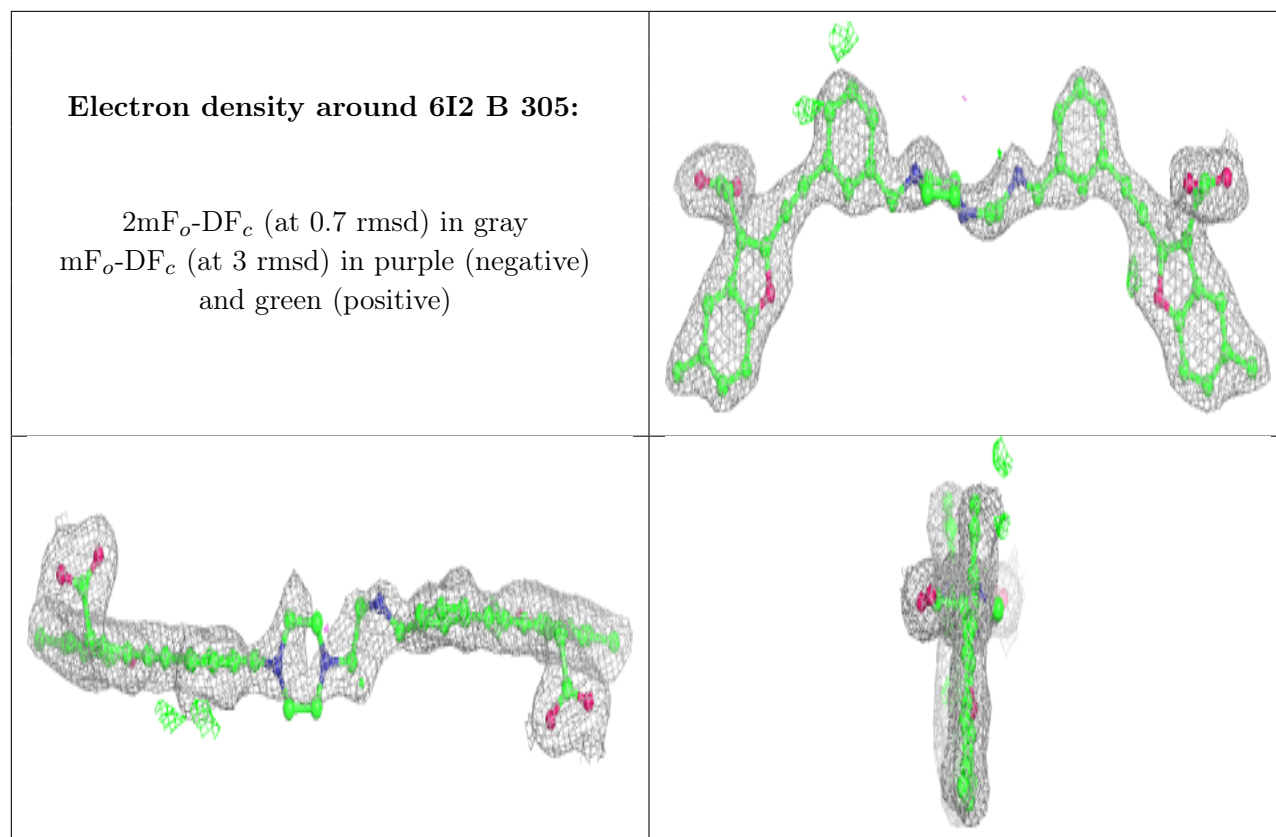 Electron density around 6I2 B 305:
2mFₒ-DF𝒸 (at 0.7 rmsd) in gray
mFₒ-DF𝒸 (at 3 rmsd) in purple (negative)
and green (positive)